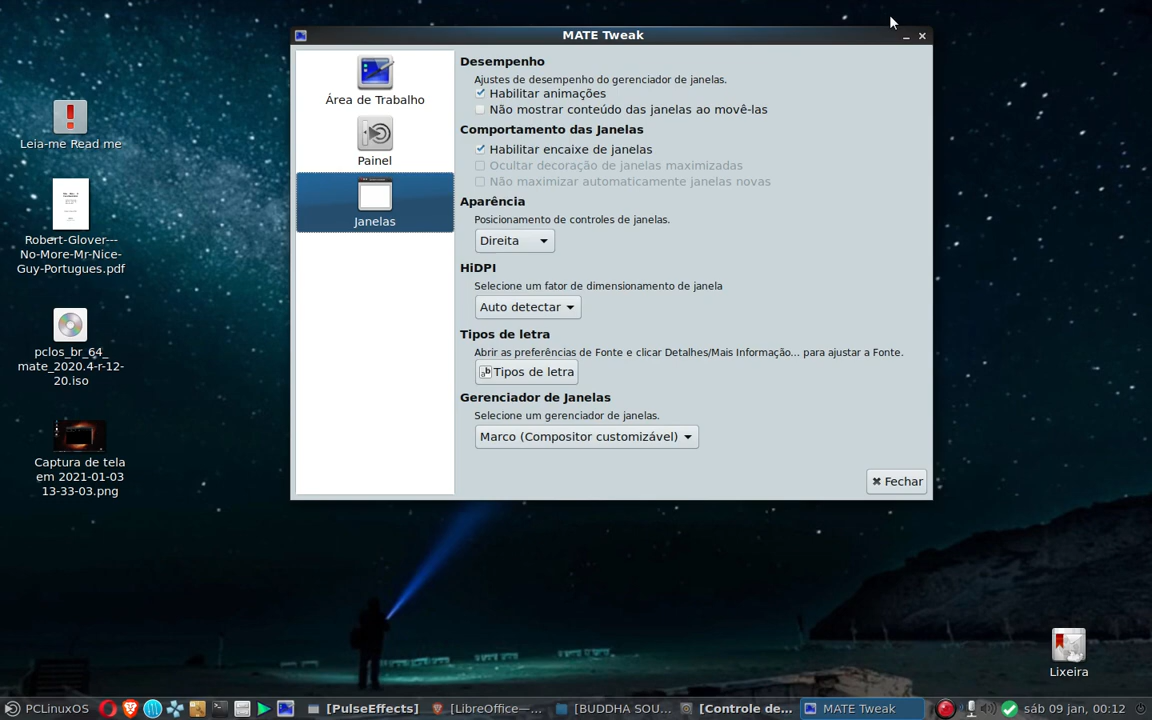 MATE Tweak
Leia-me Read me
Robert-Glover---
No-More-Mr-Nice-
Guy-Portugues.pdf
pclos_br_64_
mate_2020.4-r-12-
20.iso
Captura de tela
em 2021-01-03
13-33-03.png
Área de Trabalho
Painel
Janelas
Desempenho
Ajustes de desempenho do gerenciador de janelas.
Habilitar animações
Não mostrar conteúdo das janelas ao movê-las
Comportamento das Janelas
Habilitar encaixe de janelas
Ocultar decoração de janelas maximizadas
Não maximizar automaticamente janelas novas
Aparência
Posicionamento de controles de janelas.
Direita
HiDPI
Selecione um fator de dimensionamento de janela
Auto detectar
Tipos de letra
Abrir as preferências de Fonte e clicar Detalhes/Mais Informação... para ajustar a Fonte.
Tipos de letra
Gerenciador de Janelas
Selecione um gerenciador de janelas.
Marco (Compositor customizável)
Fechar
Lixeira
PCLinuxOS
[PulseEffects]
[LibreOffice—...
[BUDDHA SOU...
[Controle de...
MATE Tweak
sáb 09 jan, 00:12